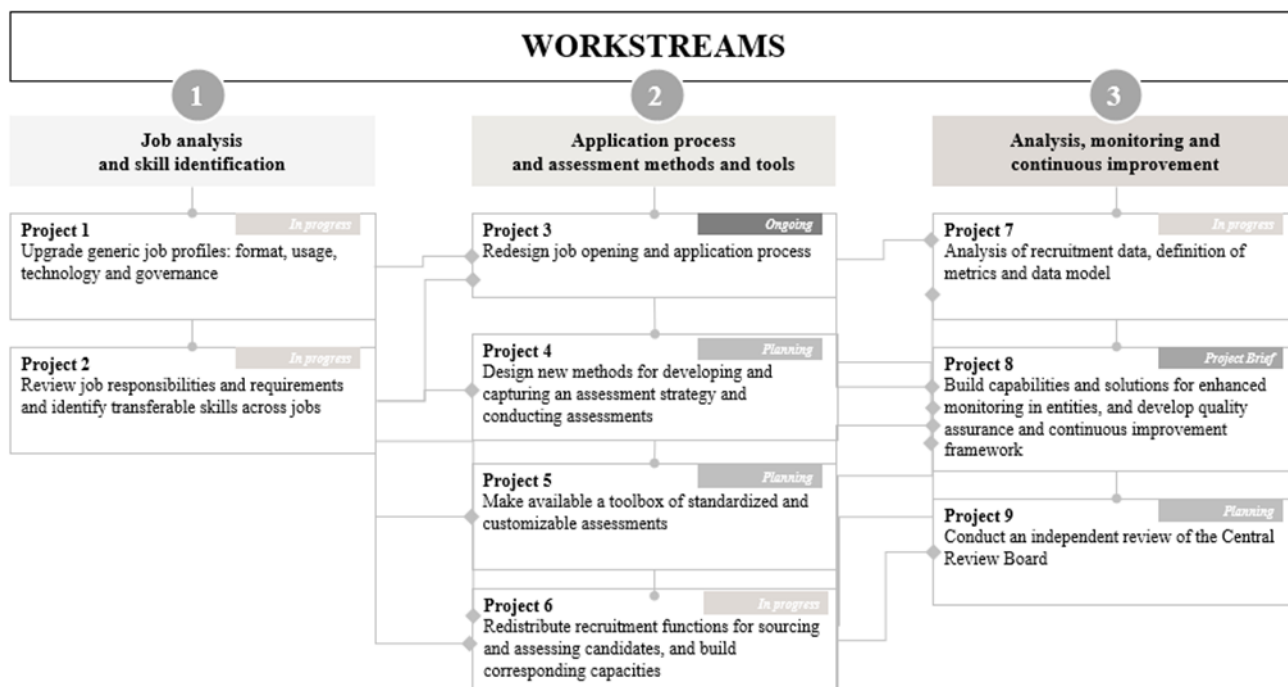 WORKSTREAMS
1
Job analysis
and skill identification
Project 1
In progress
Upgrade generic job profiles: format, usage,
technology and governance
Project 2
In progress
Review job responsibilities and requirements
and identify transferable skills across jobs
2
Application process
and assessment methods and tools
Project 3
Ongoing
Redesign job opening and application process
Project 4
Planning
Design new methods for developing and
capturing an assessment strategy and
conducting assessments
Project 5
Planning
Make available a toolbox of standardized and
customizable assessments
Project 6
In progress
Redistribute recruitment functions for sourcing
and assessing candidates, and build
corresponding capacities
3
Analysis, monitoring and
continuous improvement
Project 7
In progress
Analysis of recruitment data, definition of
metrics and data model
Project 8
Project Brief
Build capabilities and solutions for enhanced
monitoring in entities, and develop quality
assurance and continuous improvement
framework
Project 9
Planning
Conduct an independent review of the Central
Review Board